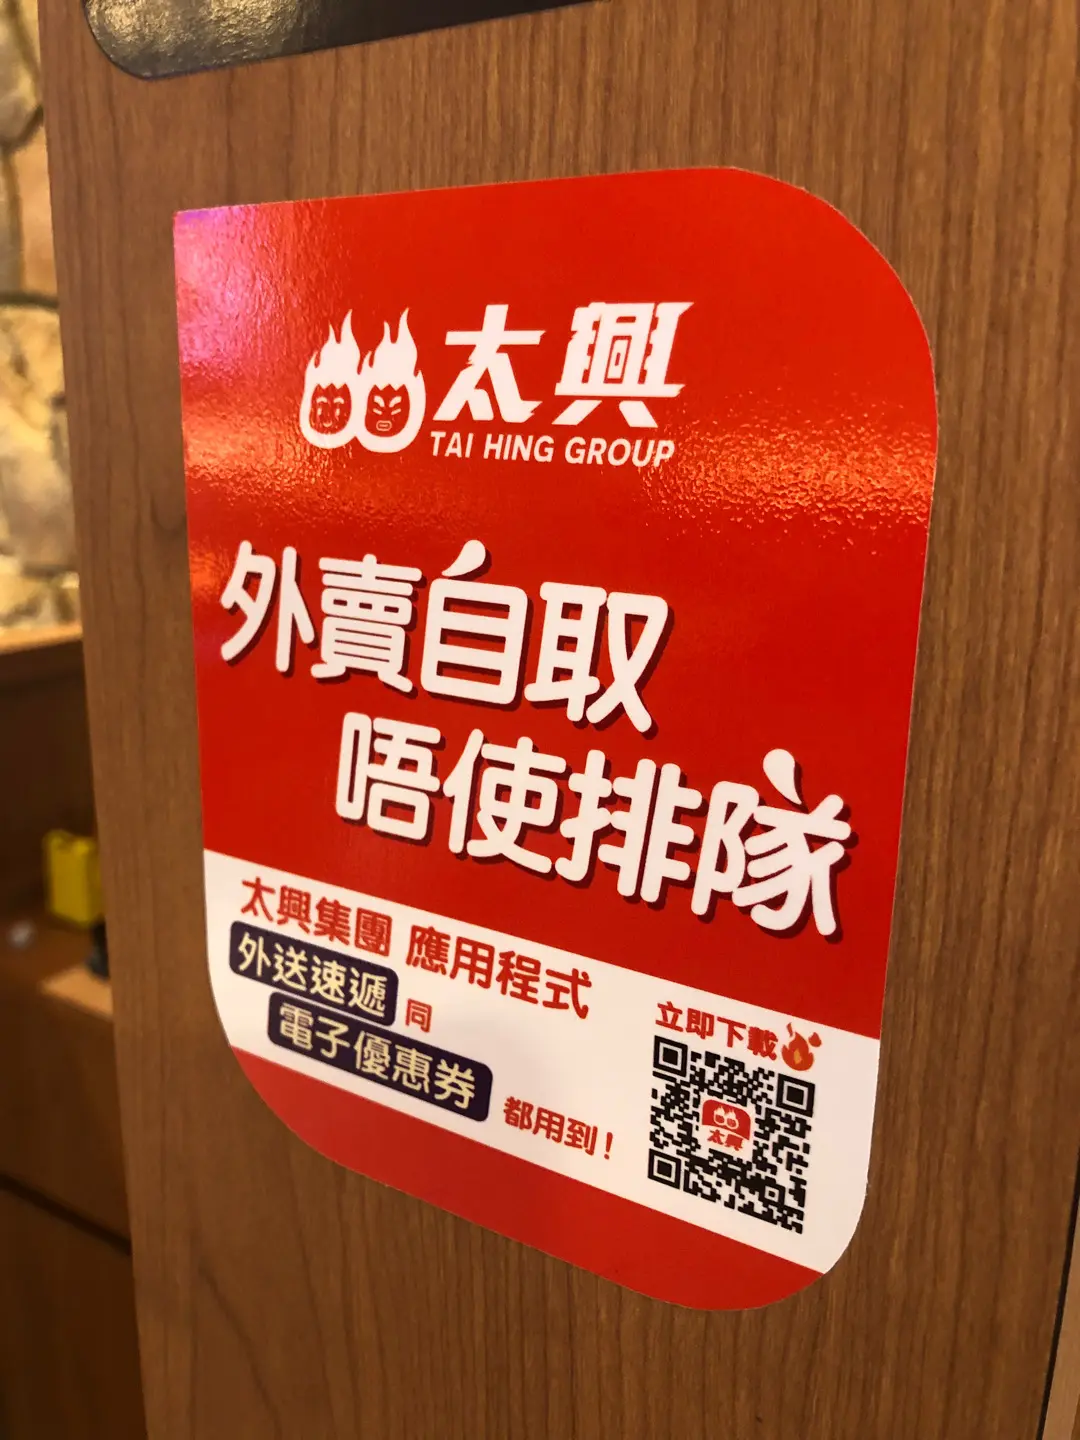 太興
TAI HING GROUP
外賣自取
唔使排隊
太興集團 應用程式
外送速遞 同
電子優惠券 都用到！
立即下載
太興